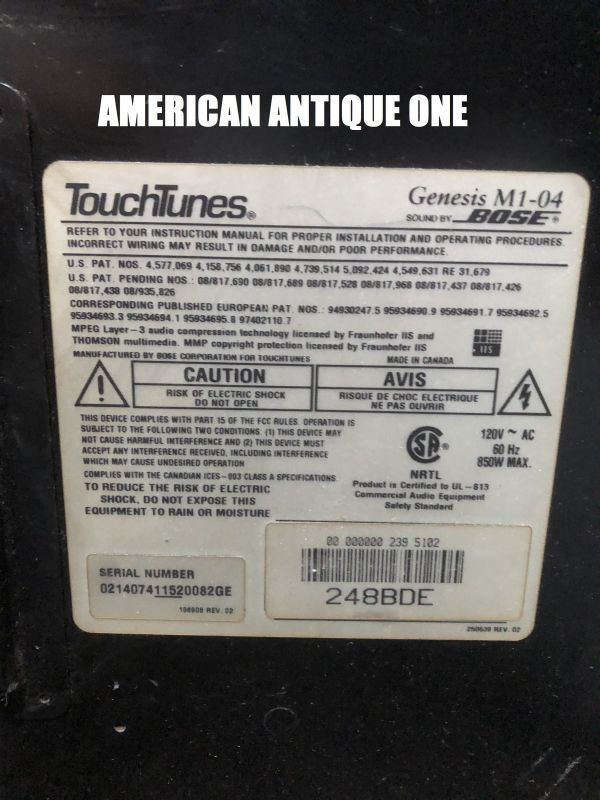 AMERICAN ANTIQUE ONE
TouchTunes®
Genesis M1-04
SOUND BY BOSE®
REFER TO YOUR INSTRUCTION MANUAL FOR PROPER INSTALLATION AND OPERATING PROCEDURES.
INCORRECT WIRING MAY RESULT IN DAMAGE AND/OR POOR PERFORMANCE.
U.S. PAT. NOS. 4,577,069 4,158,756 4,061,890 4,739,514 5,092,424 4,549,631 RE 31,679
U.S. PAT. PENDING NOS.: 08/817,690 08/817,689 08/817,528 08/817,968 08/817,437 08/817,426
08/817,438 08/935,826
CORRESPONDING PUBLISHED EUROPEAN PAT. NOS.: 94930247.5 95934690.9 95934691.7 95934692.5
95934693.3 95934694.1 95934695.8 97402110.7
MPEG Layer-3 audio compression technology licensed by Fraunhofer IIS and
THOMSON multimedia. MMP copyright protection licensed by Fraunhofer IIS
IIS
MANUFACTURED BY BOSE CORPORATION FOR TOUCHTUNES
MADE IN CANADA
CAUTION
RISK OF ELECTRIC SHOCK
DO NOT OPEN
AVIS
RISQUE DE CHOC ELECTRIQUE
NE PAS OUVRIR
THIS DEVICE COMPLIES WITH PART 15 OF THE FCC RULES. OPERATION IS
SUBJECT TO THE FOLLOWING TWO CONDITIONS: (1) THIS DEVICE MAY
NOT CAUSE HARMFUL INTERFERENCE AND (2) THIS DEVICE MUST
ACCEPT ANY INTERFERENCE RECEIVED, INCLUDING INTERFERENCE
WHICH MAY CAUSE UNDESIRED OPERATION
COMPLIES WITH THE CANADIAN ICES-003 CLASS A SPECIFICATIONS
TO REDUCE THE RISK OF ELECTRIC
SHOCK, DO NOT EXPOSE THIS
EQUIPMENT TO RAIN OR MOISTURE
SA®
NRTL
Product is Certified to UL-813
Commercial Audio Equipment
Safety Standard
120V ~ AC
60 Hz
850W MAX.
SERIAL NUMBER
021407411520082GE
198908 REV. 02
00 000000 239 5102
248BDE
250639 REV. 02